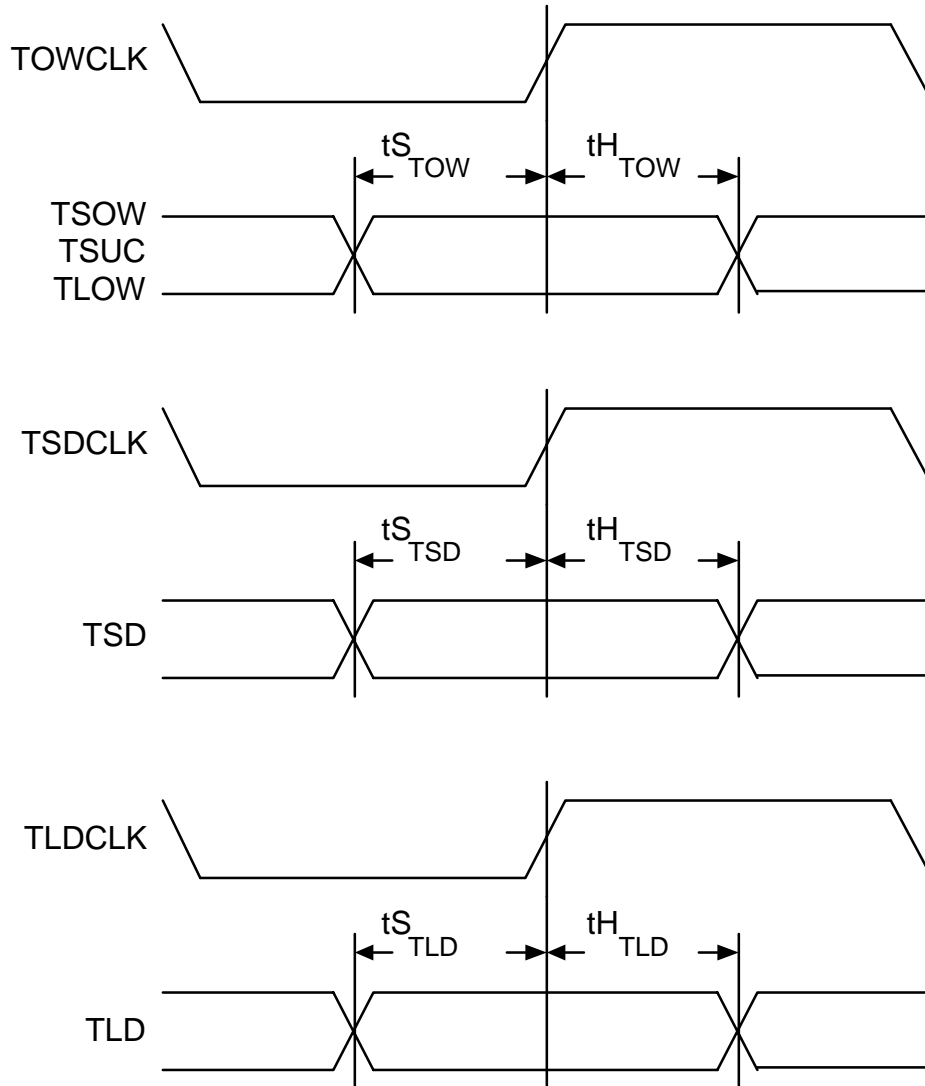 TOWCLK
tS TOW tH TOW
TSOW
TSUC
TLOW
TSDCLK
tS TSD tH TSD
TSD
TLDCLK
tS TLD tH TLD
TLD